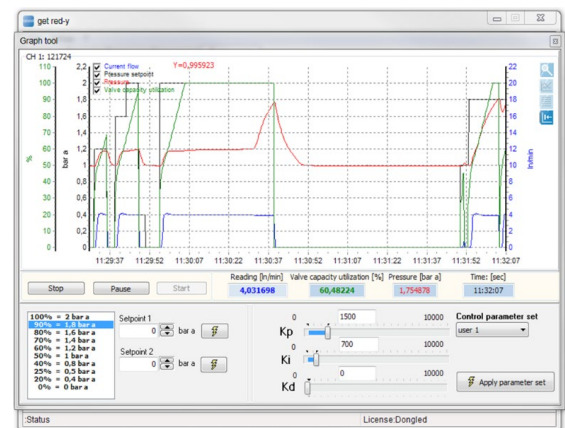 get red-y
Graph tool
CH 1: 121724
Y=0,995923
Current flow
Pressure setpoint
Pressure
Valve capacity utilization
110 100 90 80 70 60 50 40 30 20 10 0
%
2,2 2 1,8 1,6 1,4 1,2 1 0,8 0,6 0,4 0,2 0
bar a
22 20 18 16 14 12 10 8 6 4 2 0
ln/min
11:29:37 11:29:52 11:30:07 11:30:22 11:30:37 11:30:52 11:31:07 11:31:22 11:31:37 11:31:52 11:32:07
Stop Pause Start
Reading [ln/min] Valve capacity utilization [%] Pressure [bar a] Time: [sec]
4,031698 60,48224 1,754878 11:32:07
100% = 2 bar a
90% = 1,8 bar a
80% = 1,6 bar a
70% = 1,4 bar a
60% = 1,2 bar a
50% = 1 bar a
40% = 0,8 bar a
25% = 0,5 bar a
20% = 0,4 bar a
0% = 0 bar a
Setpoint 1
0 bar a
Setpoint 2
0 bar a
0 1500 10000
Kp
0 700 10000
Ki
0 0 10000
Kd
Control parameter set
user 1
Apply parameter set
:Status
License:Dongled